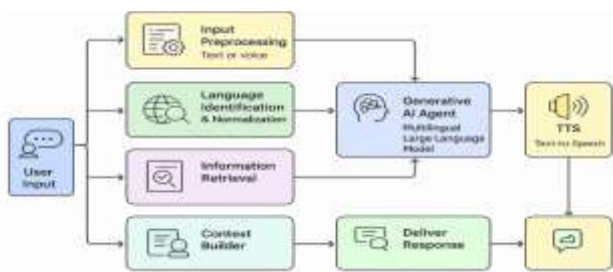 User
Input
Input
Preprocessing
Text or voice
Language
Identification
& Normalization
Information
Retrieval
Context
Builder
Generative
AI Agent
Multilingual
Large Language
Model
Deliver
Response
TTS
Text-to-Speech